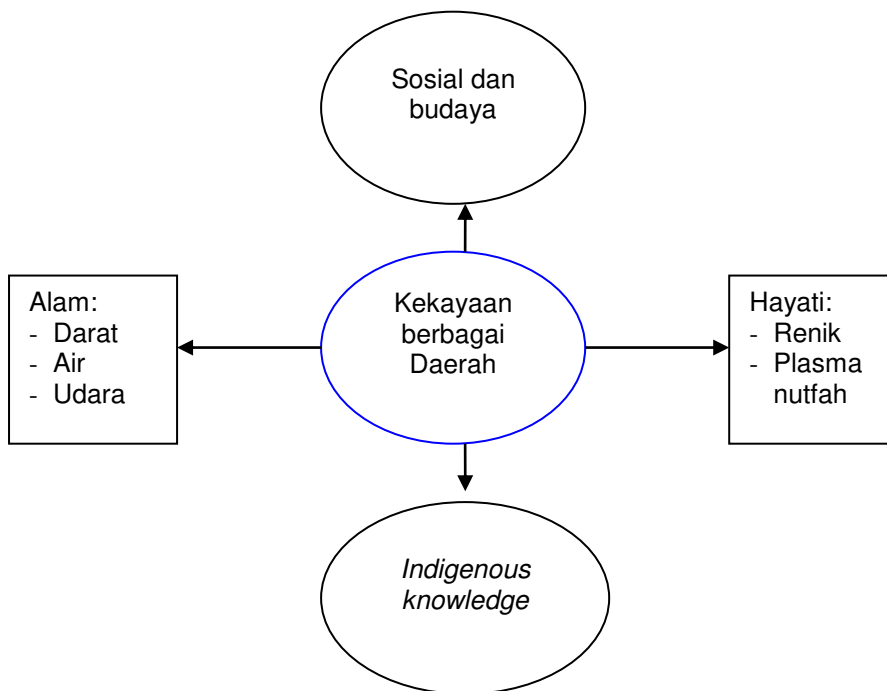 Sosial dan
budaya
Alam:
- Darat
- Air
- Udara
Kekayaan
berbagai
Daerah
Hayati:
- Renik
- Plasma
nutfah
Indigenous
knowledge